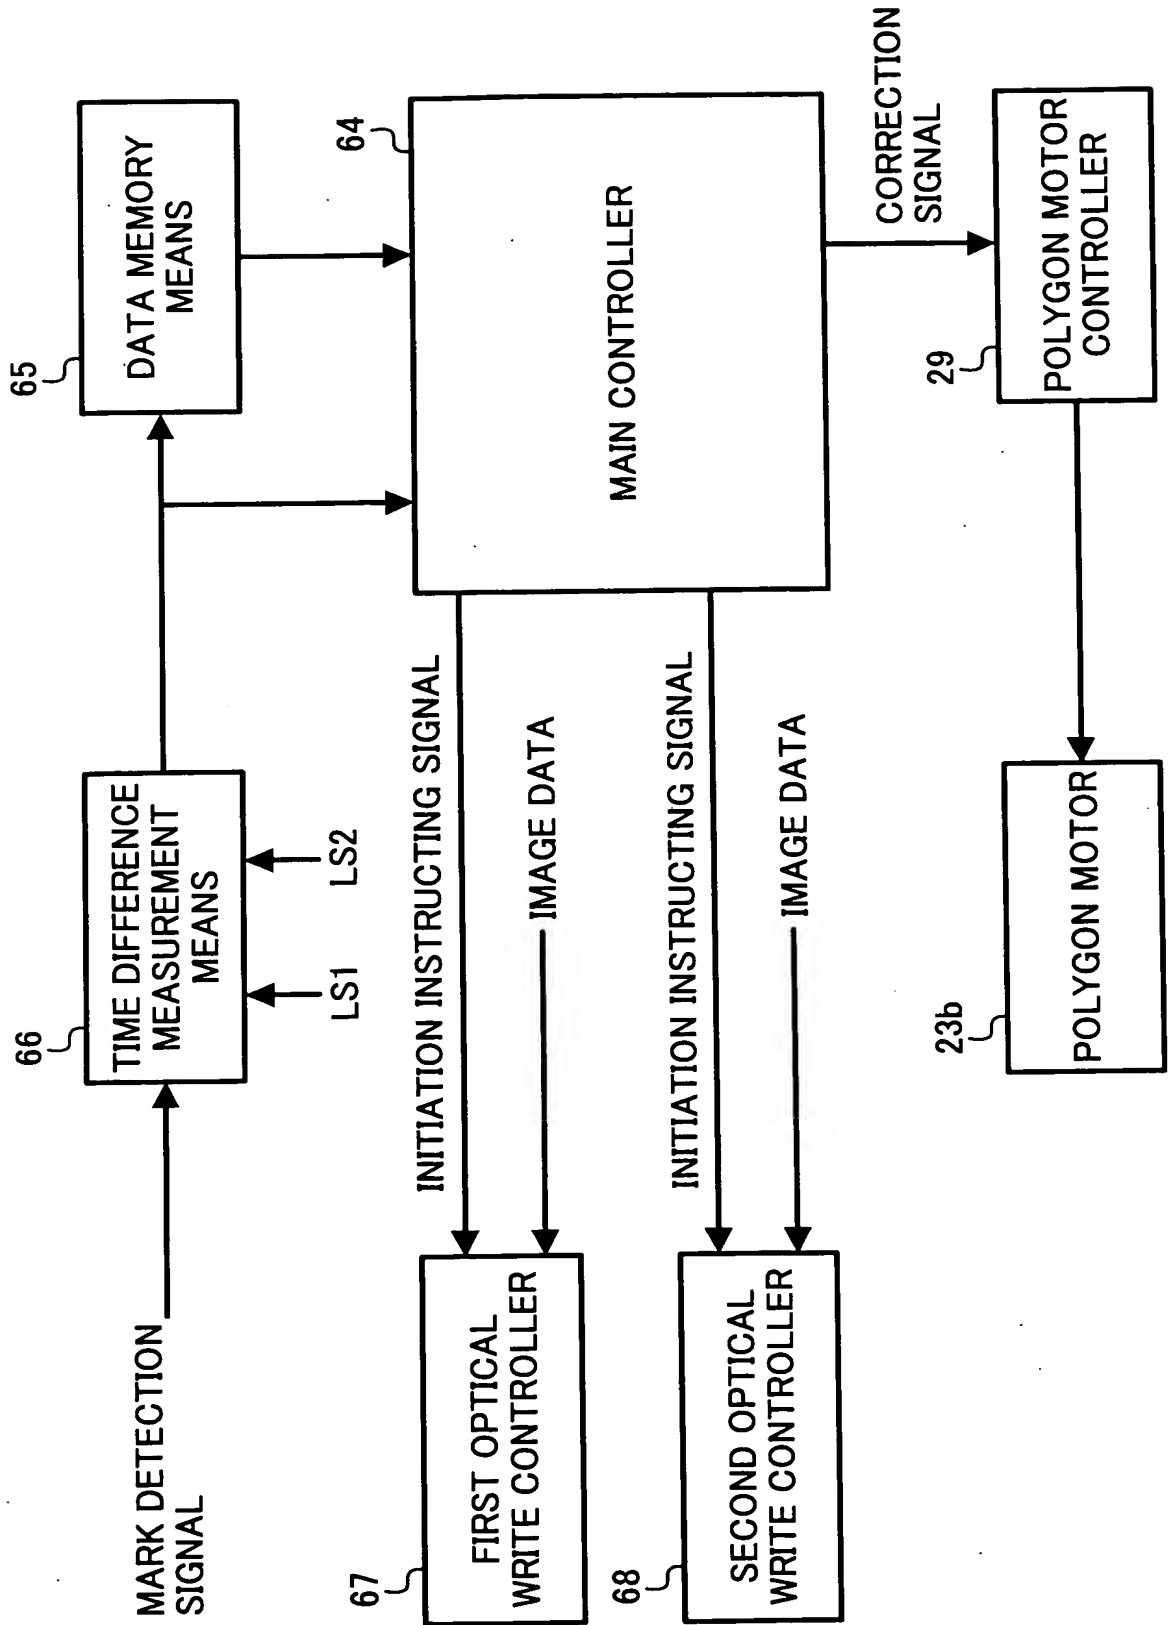 MARK DETECTION
SIGNAL
66
TIME DIFFERENCE
MEASUREMENT
MEANS
LS1
LS2
65
DATA MEMORY
MEANS
67
FIRST OPTICAL
WRITE CONTROLLER
INITIATION INSTRUCTING SIGNAL
IMAGE DATA
64
MAIN CONTROLLER
68
SECOND OPTICAL
WRITE CONTROLLER
INITIATION INSTRUCTING SIGNAL
IMAGE DATA
CORRECTION
SIGNAL
23b
POLYGON MOTOR
29
POLYGON MOTOR
CONTROLLER